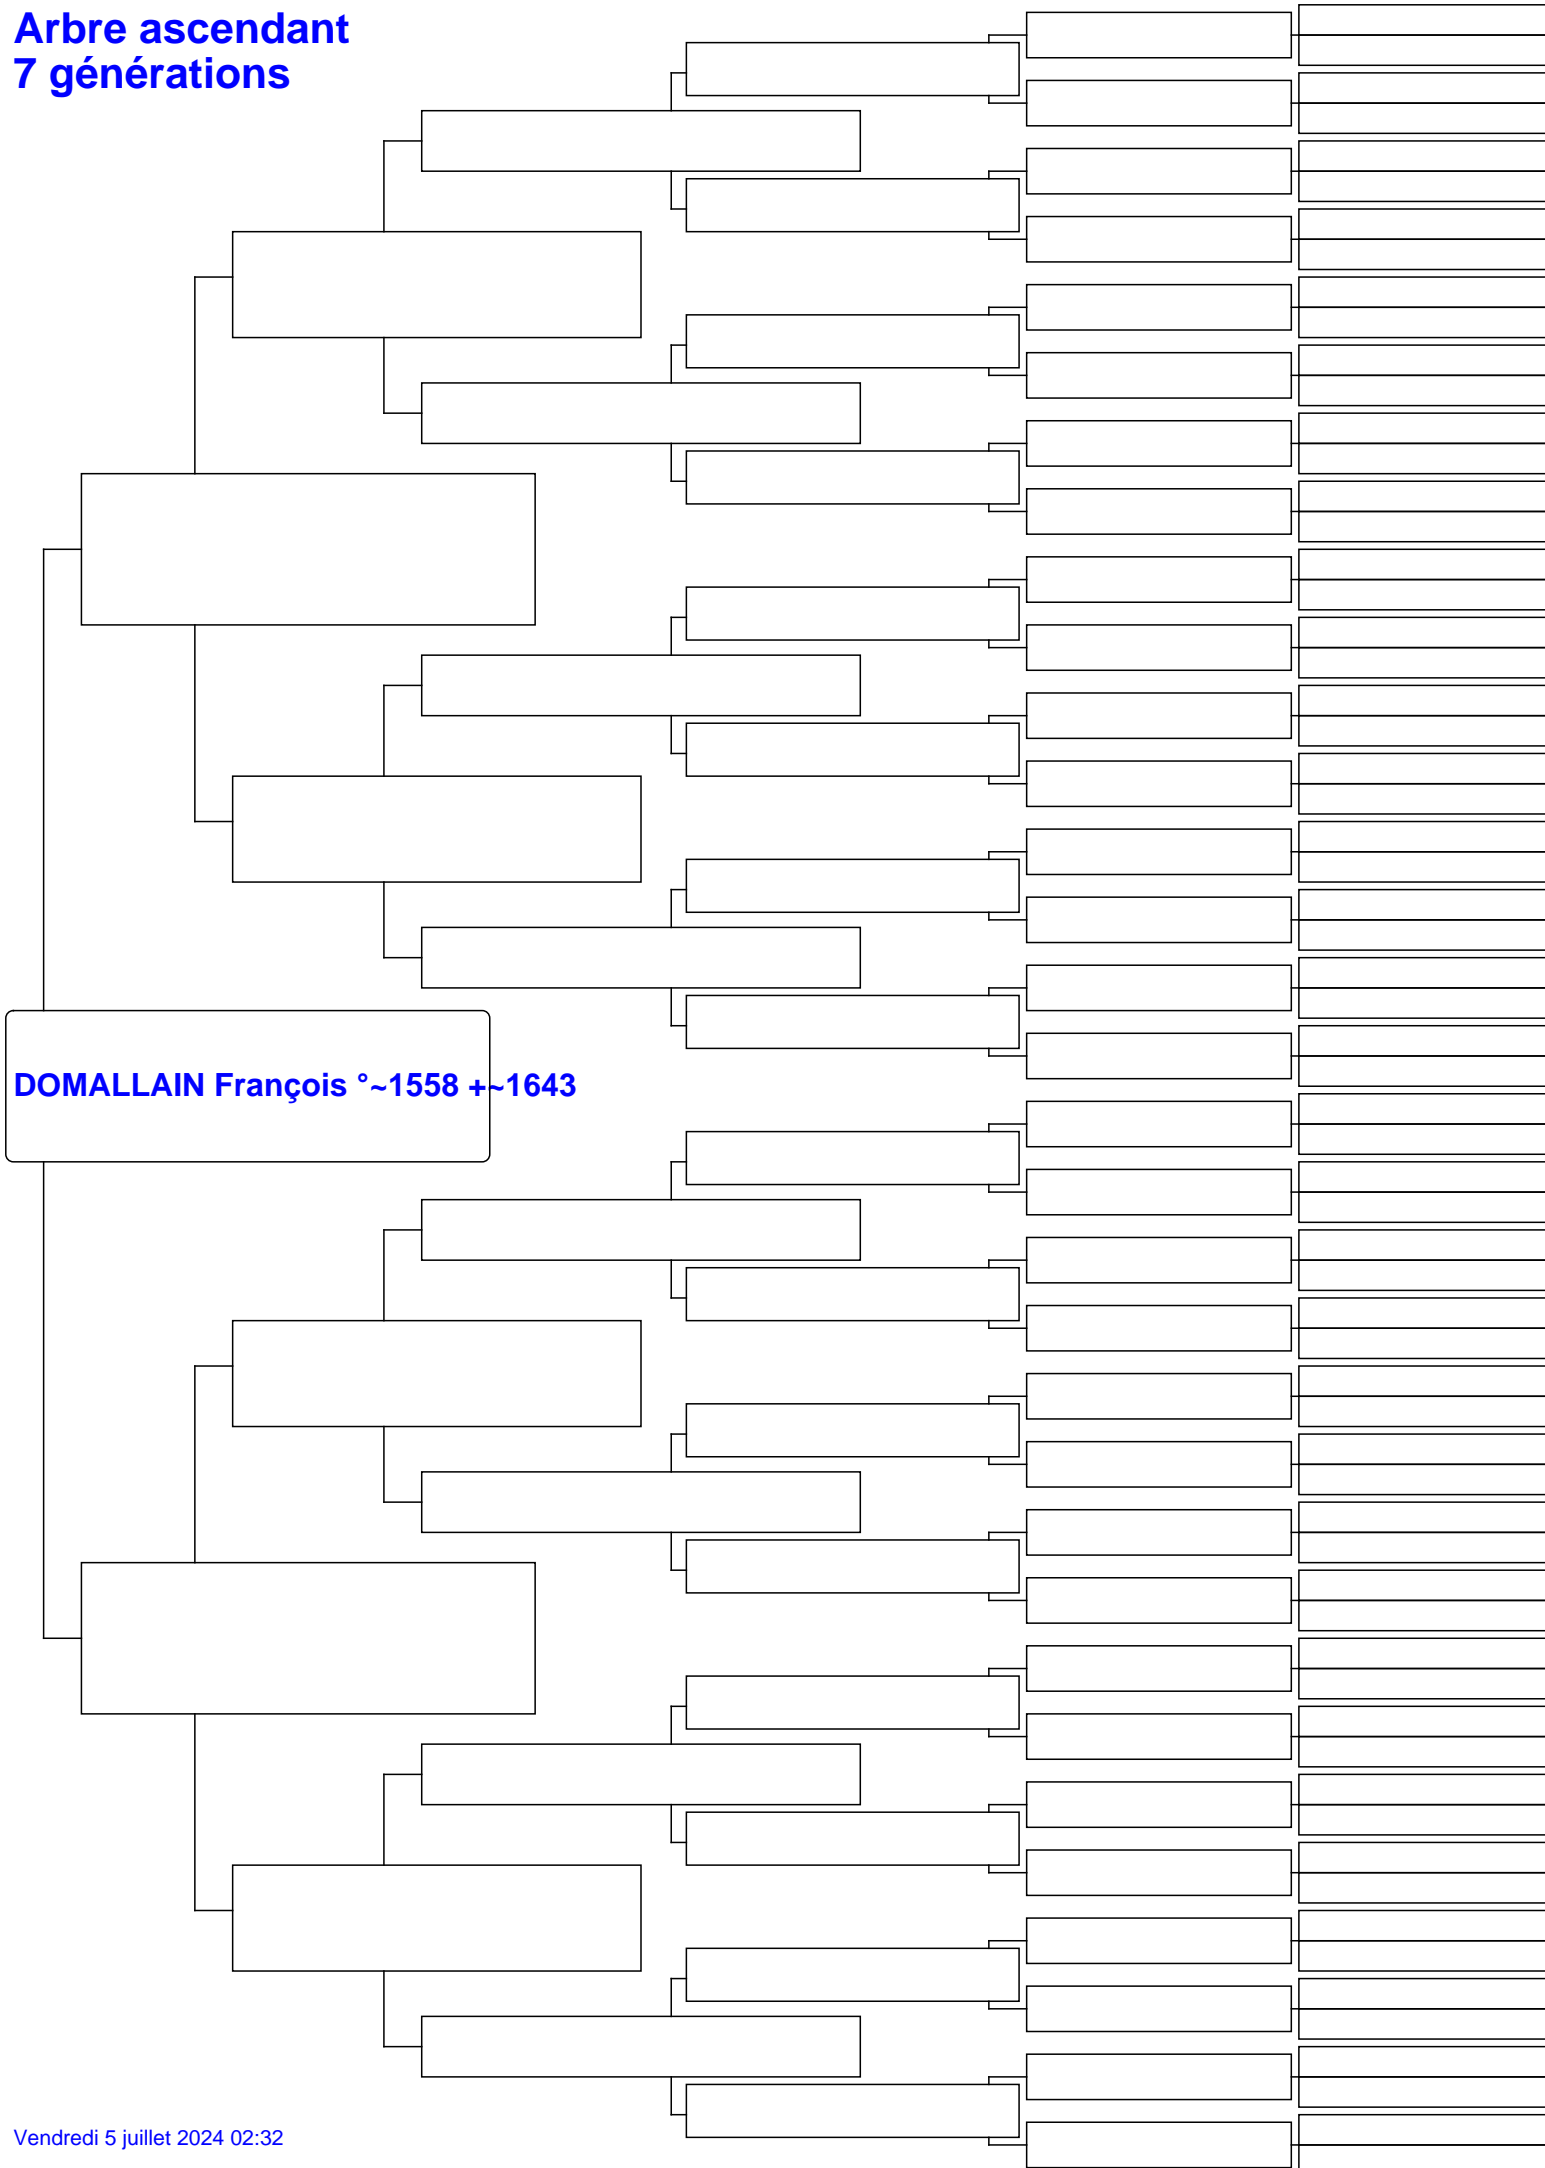 Arbre ascendant
7 générations
DOMALLAIN François °~1558 +~1643
Vendredi 5 juillet 2024 02:32